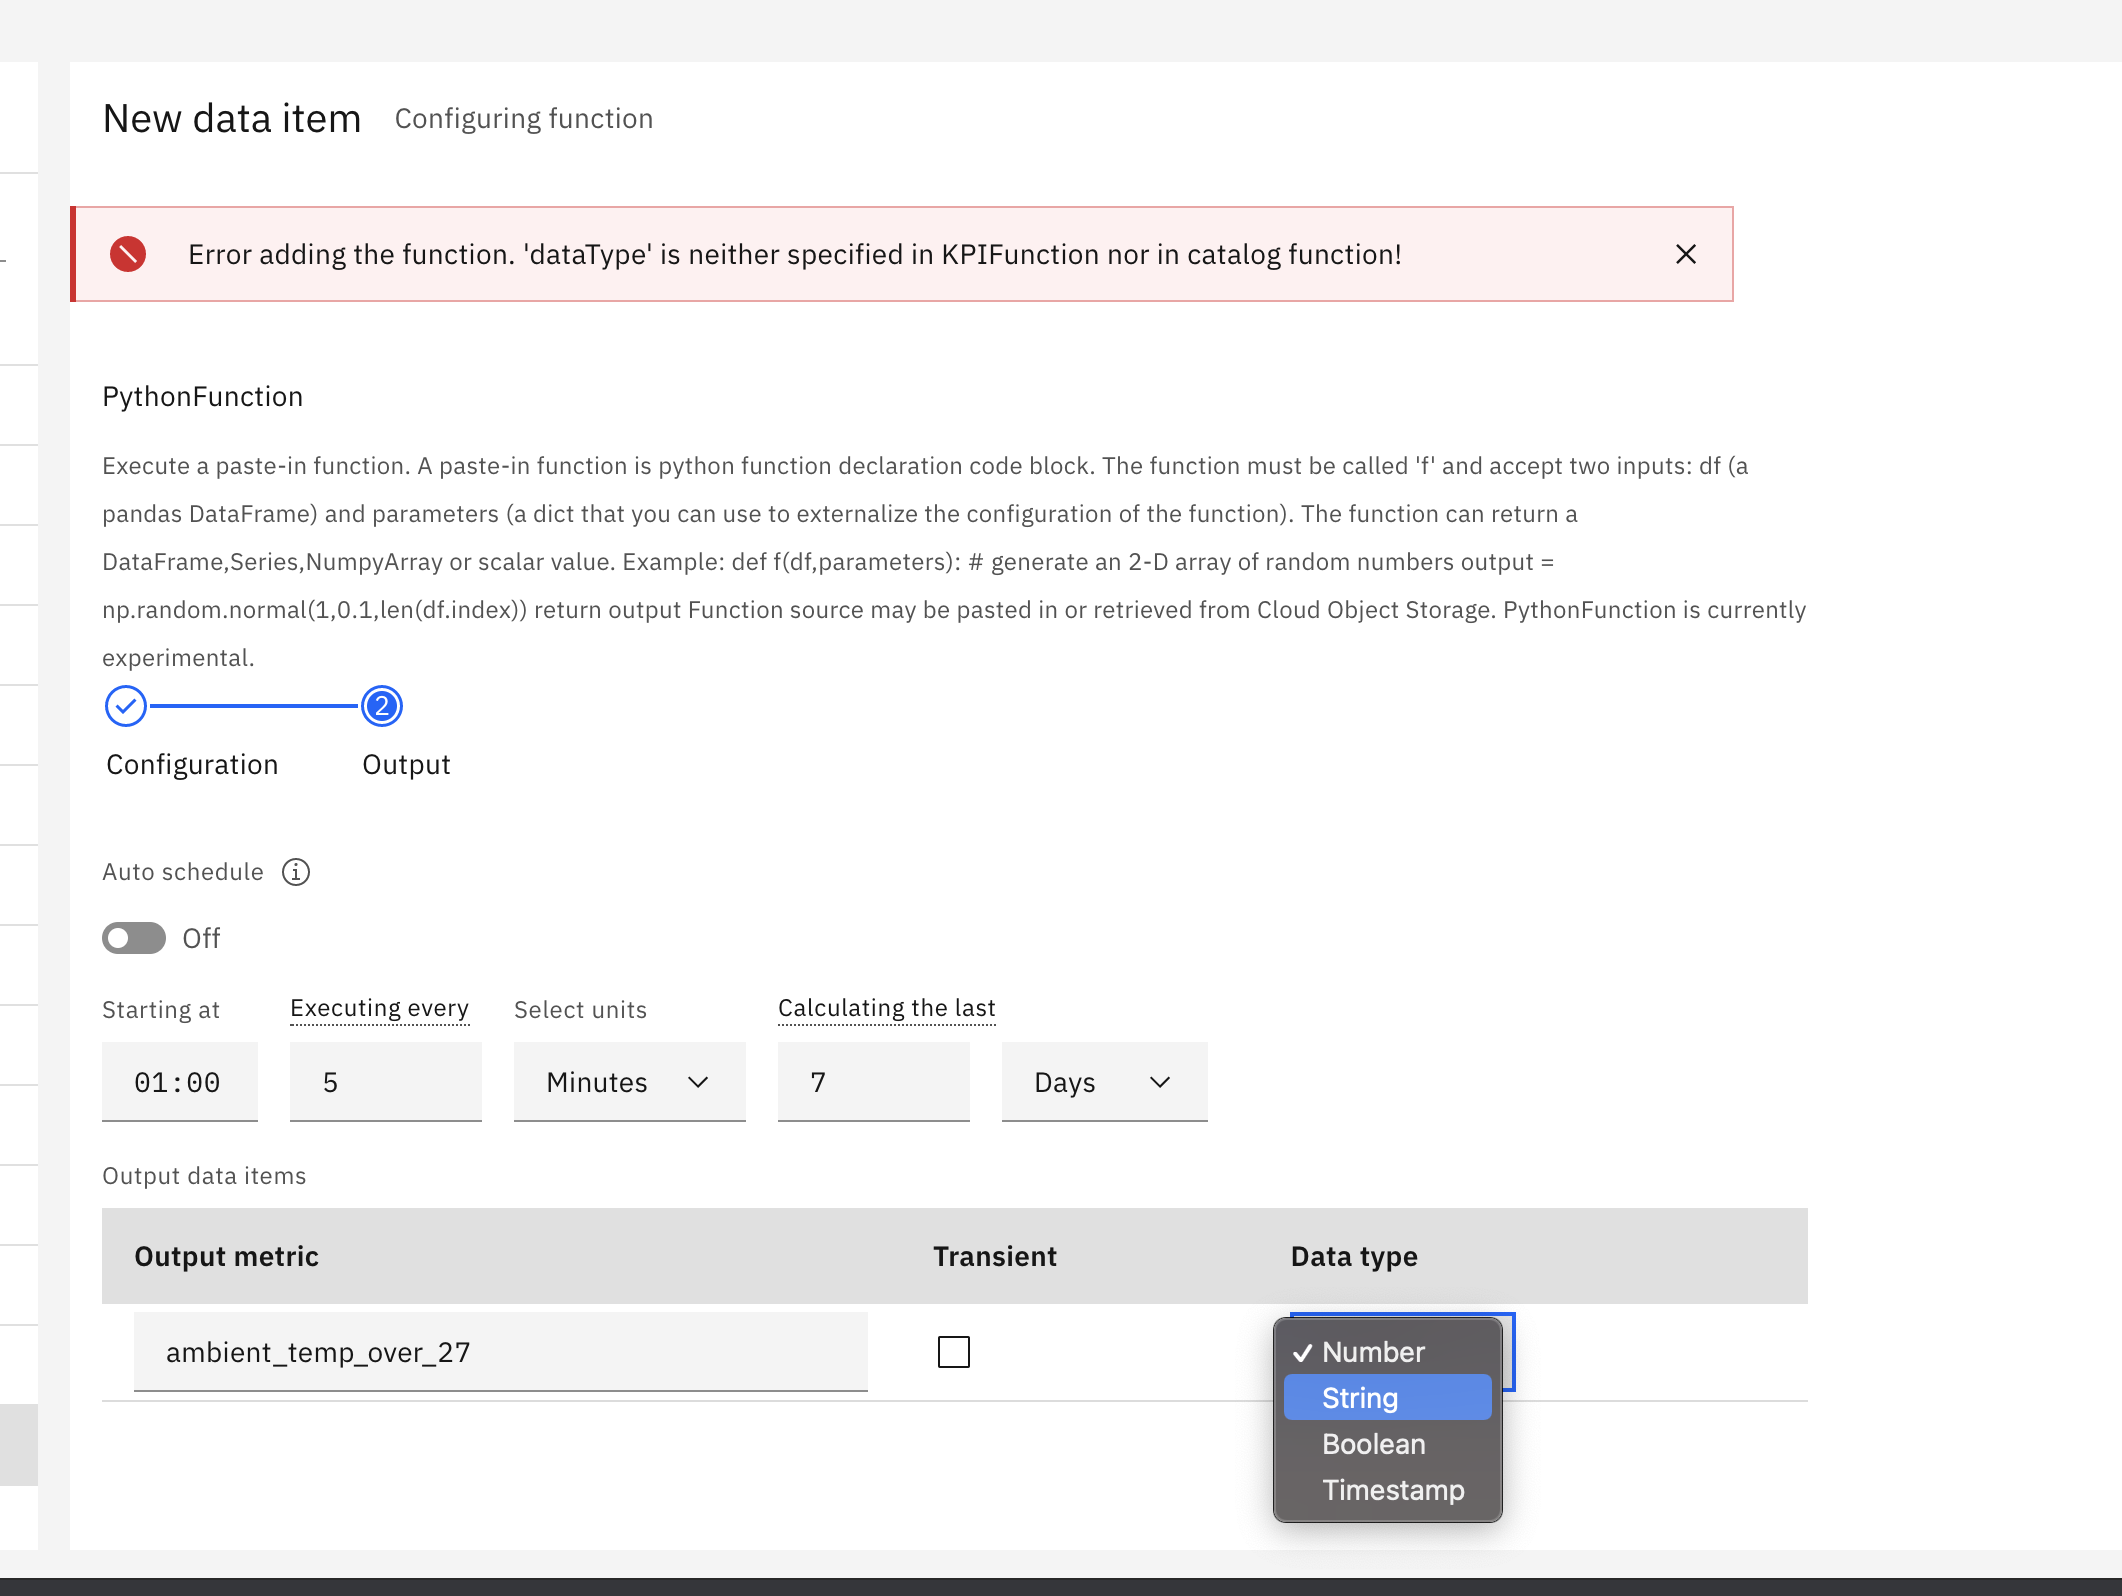 New data item Configuring function
Error adding the function. 'dataType' is neither specified in KPIFunction nor in catalog function!
PythonFunction
Execute a paste-in function. A paste-in function is python function declaration code block. The function must be called 'f' and accept two inputs: df (a
pandas DataFrame) and parameters (a dict that you can use to externalize the configuration of the function). The function can return a
DataFrame,Series,NumpyArray or scalar value. Example: def f(df,parameters): # generate an 2-D array of random numbers output =
np.random.normal(1,0.1,len(df.index)) return output Function source may be pasted in or retrieved from Cloud Object Storage. PythonFunction is currently
experimental.
2
Configuration Output
Auto schedule
Off
Starting at Executing every Select units Calculating the last
01:00 5 Minutes 7 Days
Output data items
Output metric Transient Data type
ambient_temp_over_27
Number
String
Boolean
Timestamp